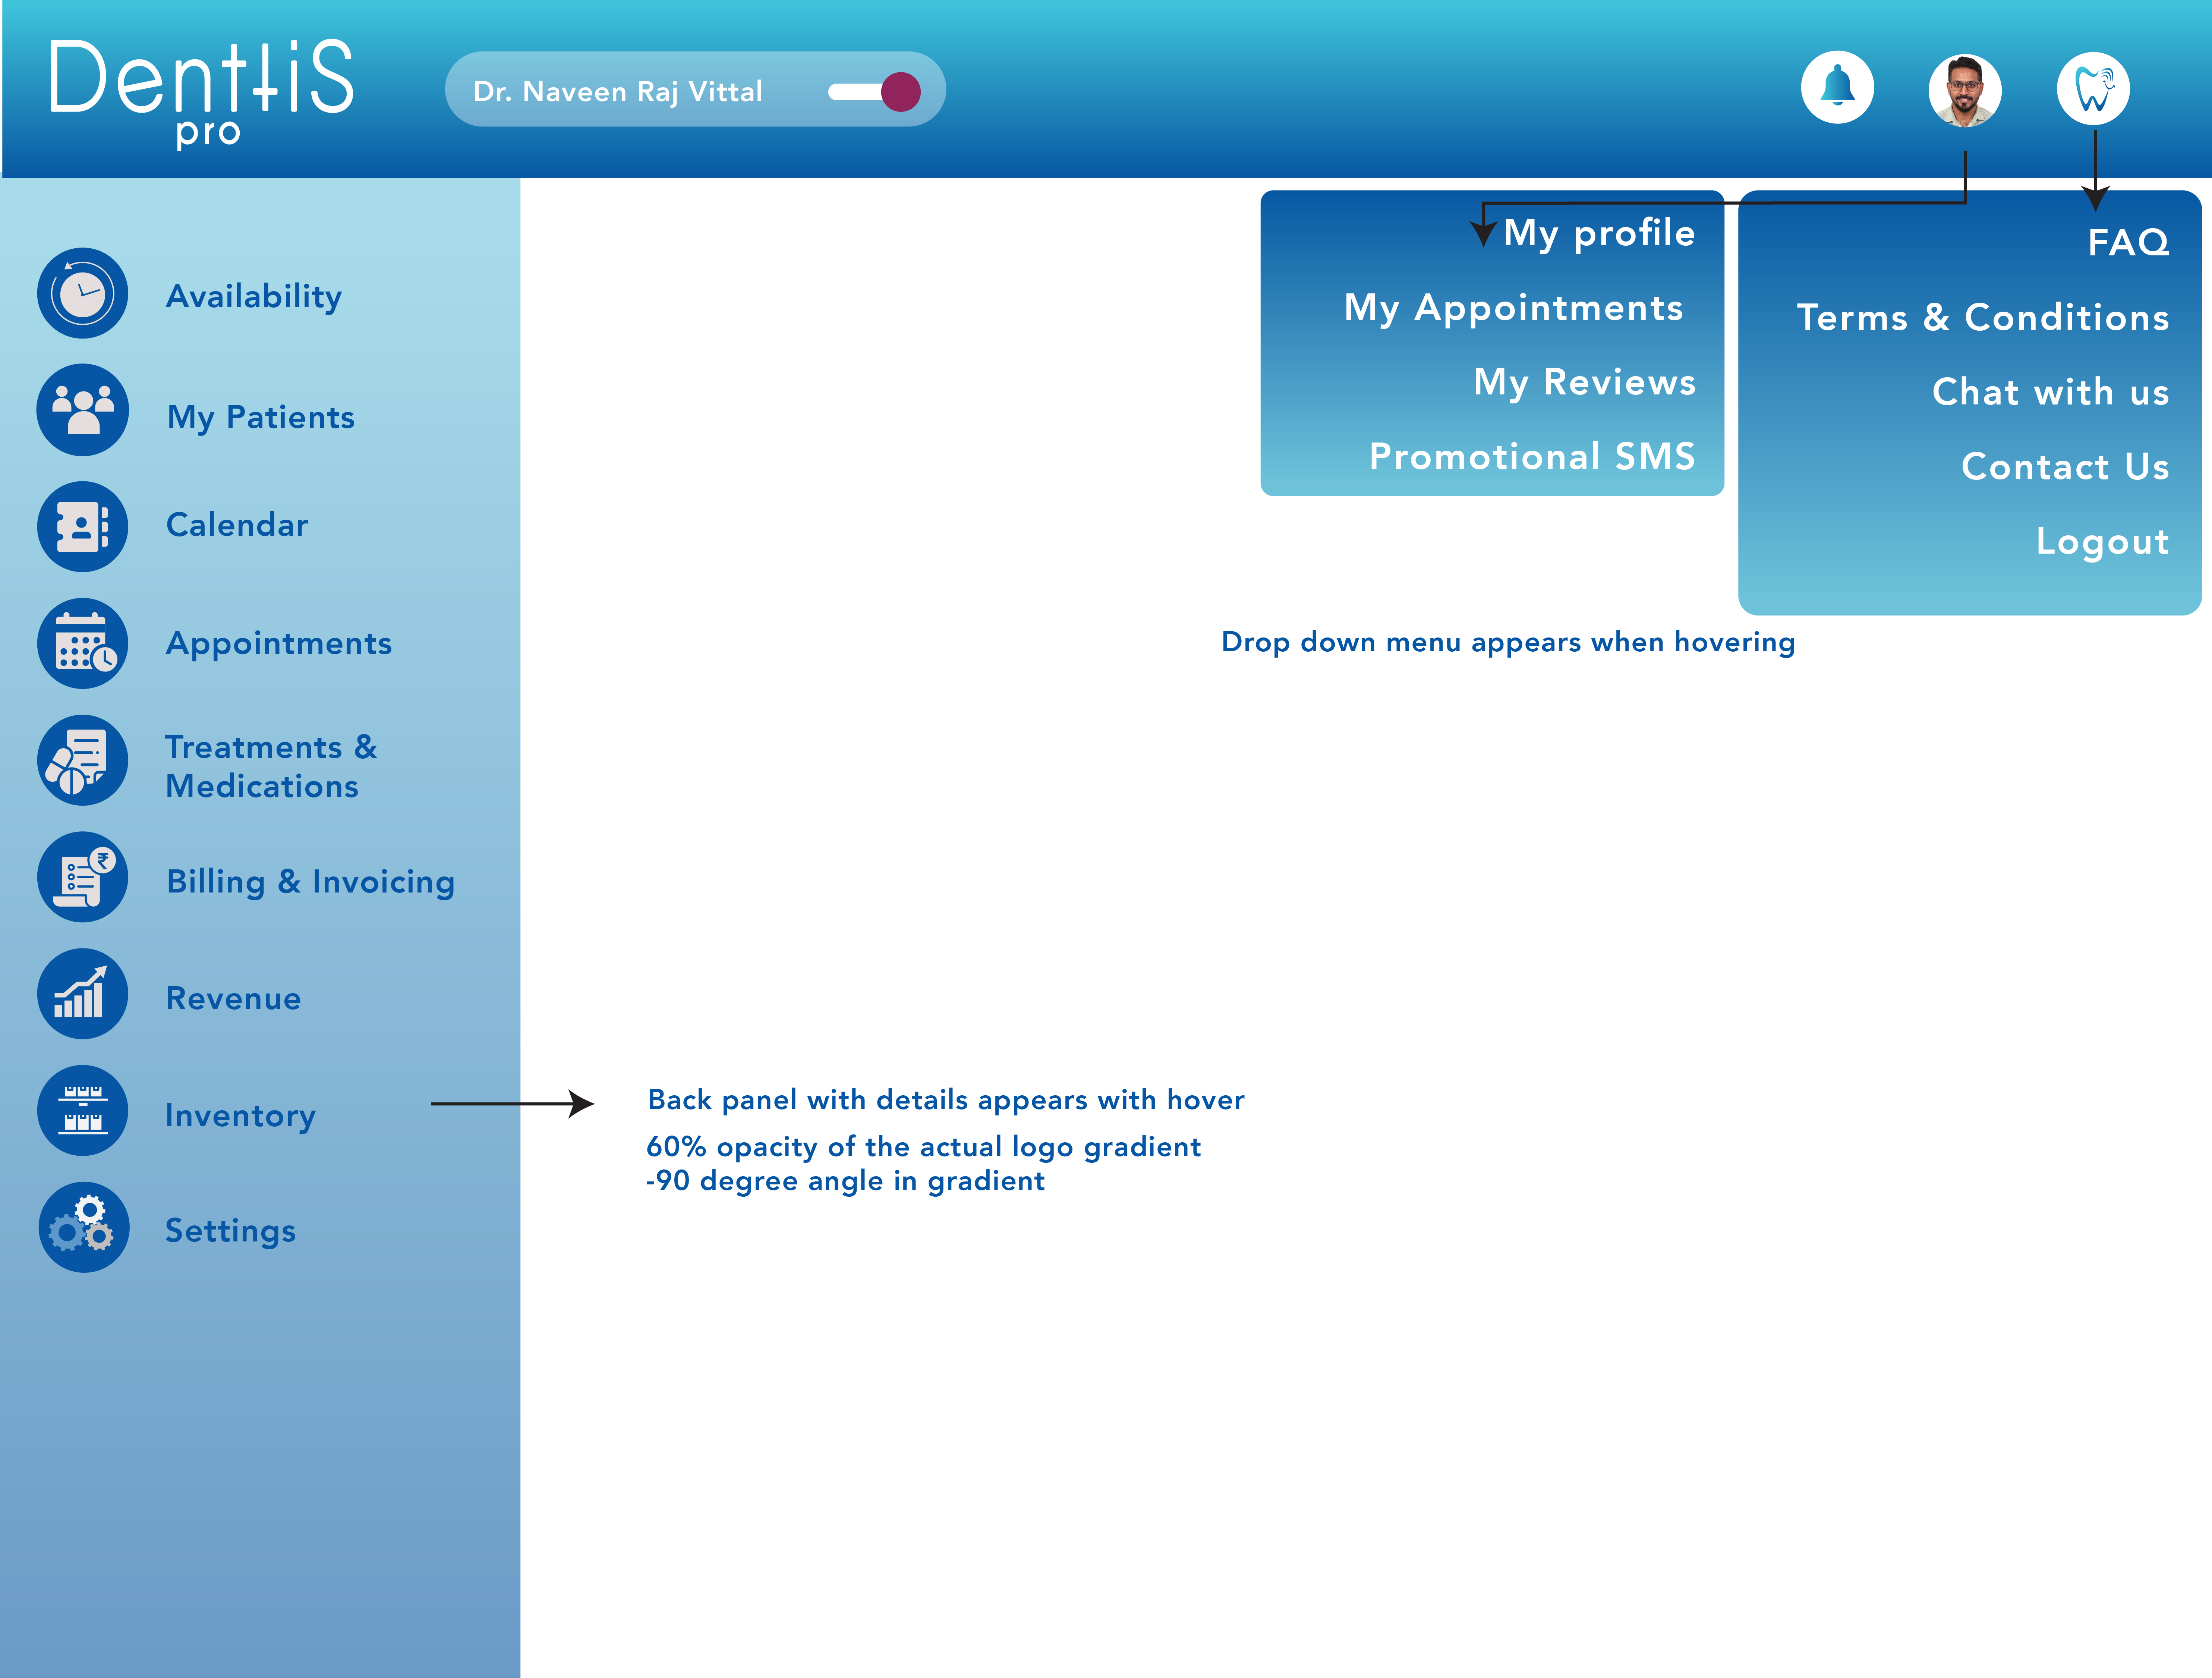 Denttis
pro
Dr. Naveen Raj Vittal
My profile
My Appointments
My Reviews
Promotional SMS
FAQ
Terms & Conditions
Chat with us
Contact Us
Logout
Drop down menu appears when hovering
Availability
My Patients
Calendar
Appointments
Treatments &
Medications
₹
Billing & Invoicing
Revenue
Inventory
Settings
Back panel with details appears with hover
60% opacity of the actual logo gradient
-90 degree angle in gradient